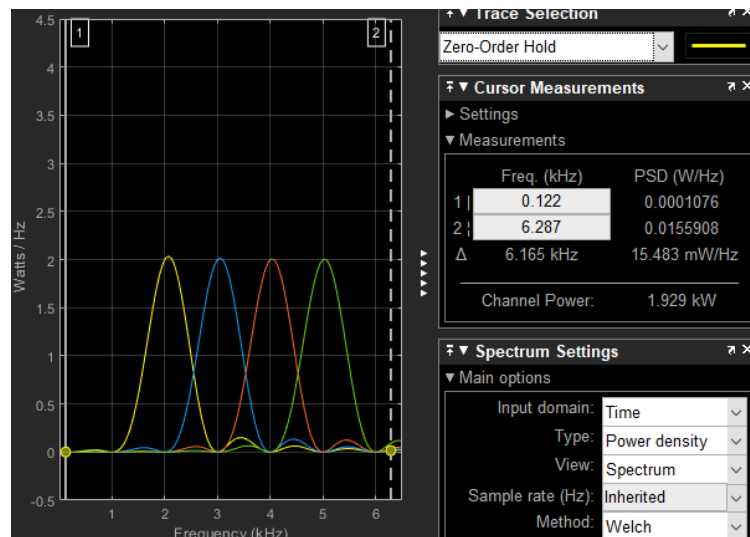 4.5
4
3.5
3
2.5
2
1.5
1
0.5
0
-0.5
Watts / Hz
1
2
1 2 3 4 5 6
Frequency (kHz)
Trace Selection
Zero-Order Hold
Cursor Measurements
Settings
Measurements
Freq. (kHz) PSD (W/Hz)
1 0.122 0.0001076
2 6.287 0.0155908
Δ 6.165 kHz 15.483 mW/Hz
Channel Power: 1.929 kW
Spectrum Settings
Main options
Input domain: Time
Type: Power density
View: Spectrum
Sample rate (Hz): Inherited
Method: Welch